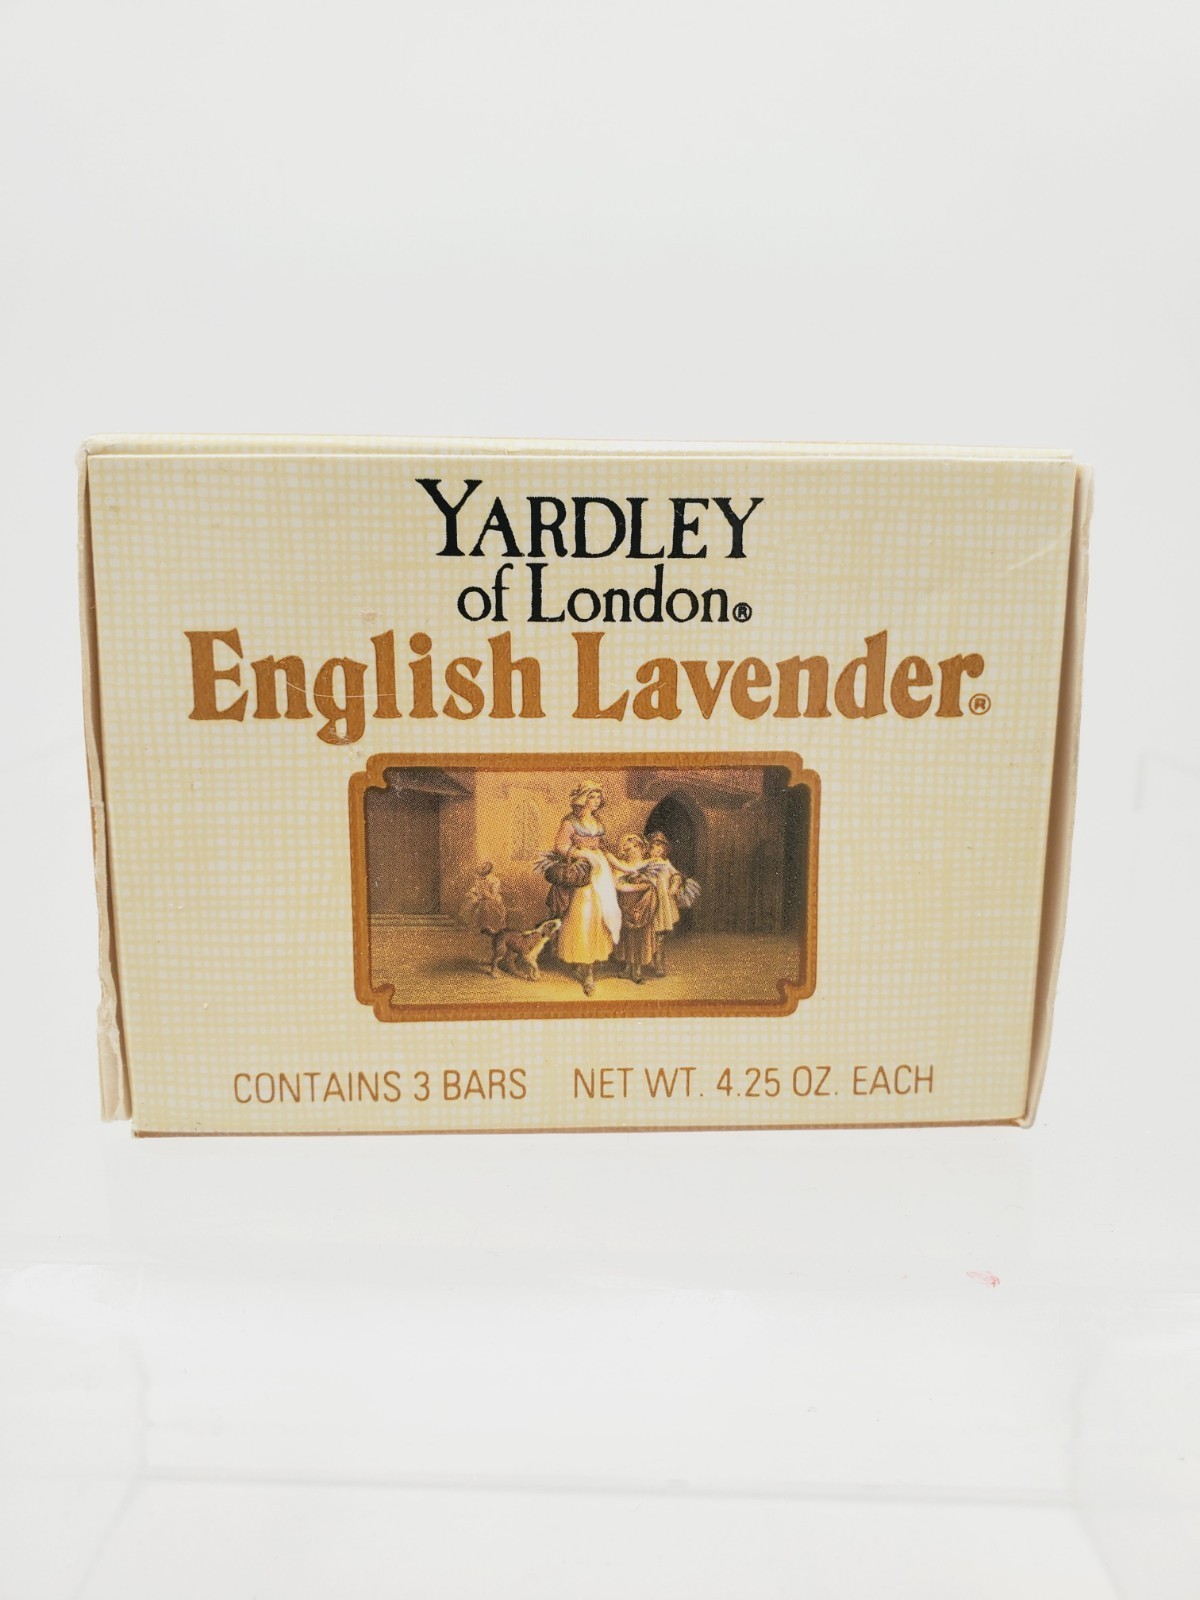 YARDLEY
of London®
English Lavender®
CONTAINS 3 BARS NET WT. 4.25 OZ. EACH